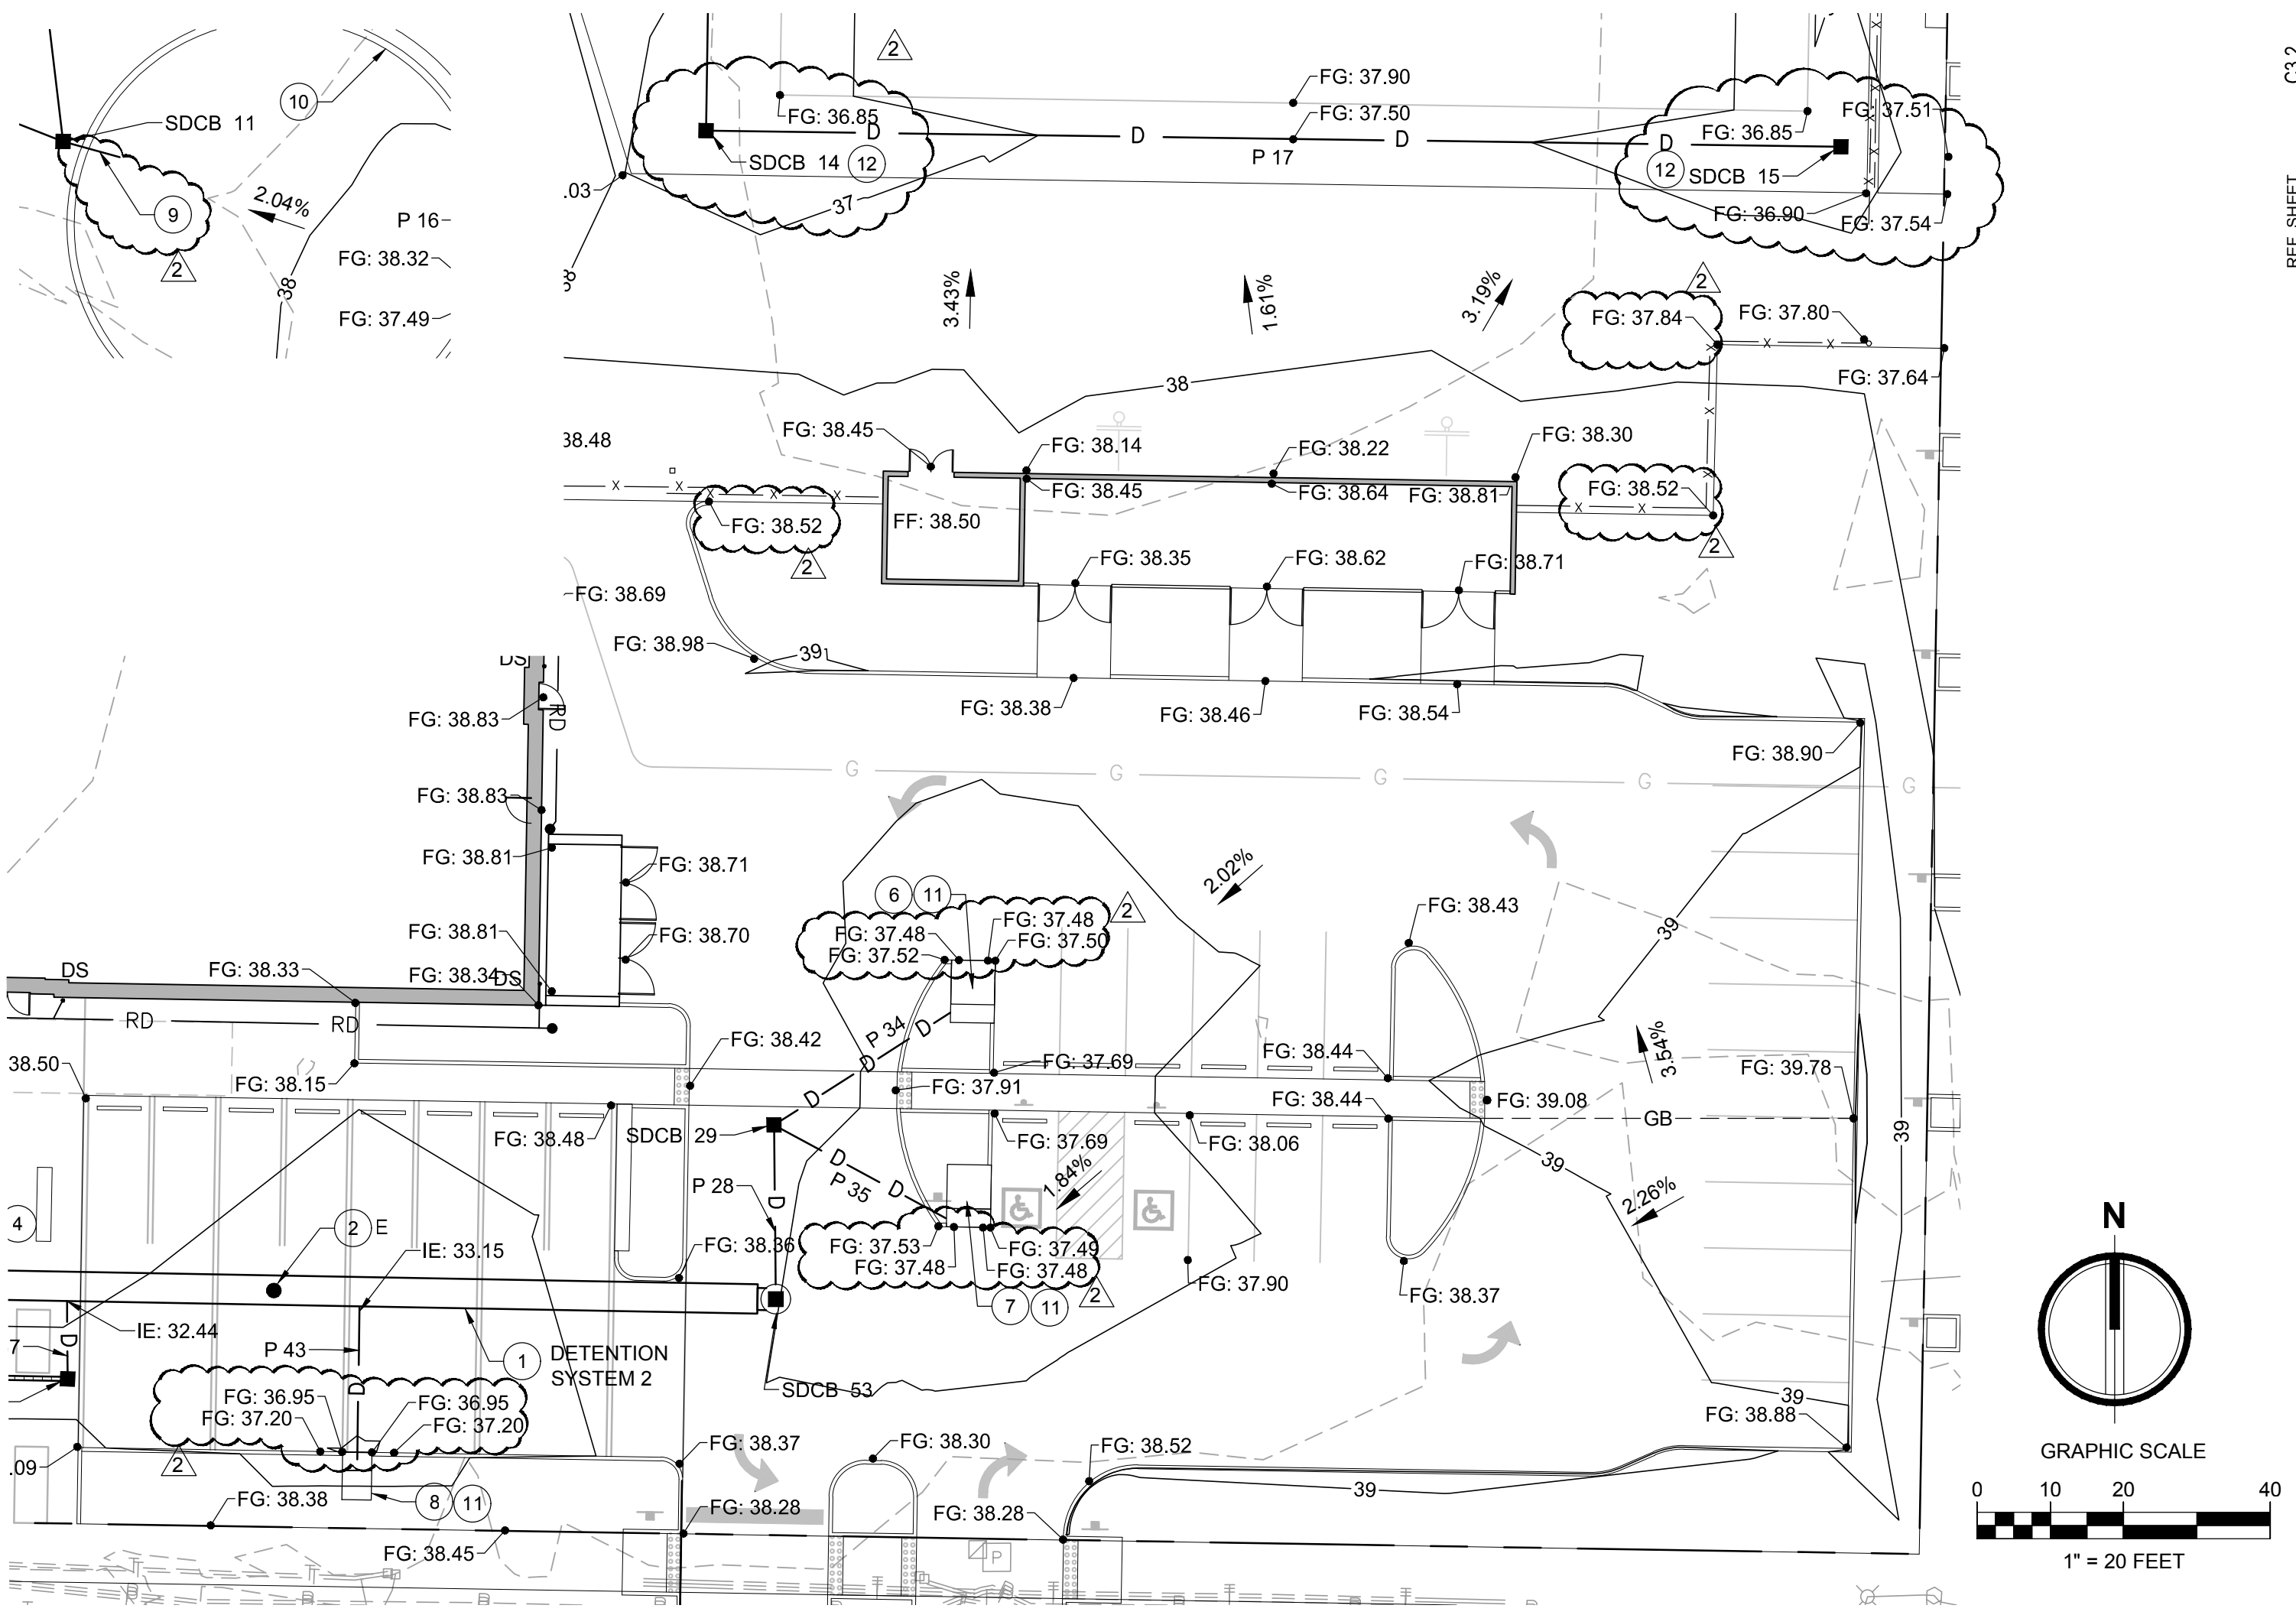 2
C3.2
REF. SHEET
10
SDCB 11
9
2.04%
2
38
P 16
FG: 38.32
FG: 37.49
FG: 37.90
FG: 37.50
FG: 36.85
D
D
D
D
P 17
SDCB 14
12
FG: 37.51
FG: 36.85
12
SDCB 15
.03
37
FG: 36.90
FG: 37.54
3.43%
1.61%
3.19%
2
FG: 37.84
FG: 37.80
FG: 37.64
38
FG: 38.45
38.48
FG: 38.14
FG: 38.22
FG: 38.30
FG: 38.45
FG: 38.64
FG: 38.81
FG: 38.52
FG: 38.52
FF: 38.50
2
2
FG: 38.35
FG: 38.62
FG: 38.71
FG: 38.69
FG: 38.98
39
FG: 38.38
FG: 38.46
FG: 38.54
FG: 38.90
DS
RD
FG: 38.83
FG: 38.83
FG: 38.81
FG: 38.71
FG: 38.81
FG: 38.70
G
G
G
G
G
2.02%
6
11
2
FG: 37.48
FG: 37.48
FG: 37.50
FG: 37.52
FG: 38.43
39
DS
FG: 38.33
FG: 38.34
DS
RD
RD
P 34
D
D
D
FG: 38.42
FG: 37.69
FG: 38.44
3.54%
FG: 39.78
38.50
FG: 38.15
FG: 37.91
FG: 38.44
FG: 39.08
GB
FG: 38.48
SDCB 29
FG: 37.69
FG: 38.06
39
39
D
P 35
D
D
P 28
1.84%
2.26%
4
2
E
IE: 33.15
FG: 38.36
FG: 37.53
FG: 37.49
FG: 37.48
FG: 37.48
2
7
11
FG: 37.90
FG: 38.37
IE: 32.44
D
7
P 43
1
DETENTION
SYSTEM 2
SDCB 53
D
FG: 36.95
FG: 36.95
FG: 37.20
FG: 37.20
2
.09
39
FG: 38.88
FG: 38.37
FG: 38.30
FG: 38.52
39
FG: 38.38
8
11
FG: 38.28
FG: 38.28
FG: 38.45
P
N
GRAPHIC SCALE
0 10 20 40
1" = 20 FEET